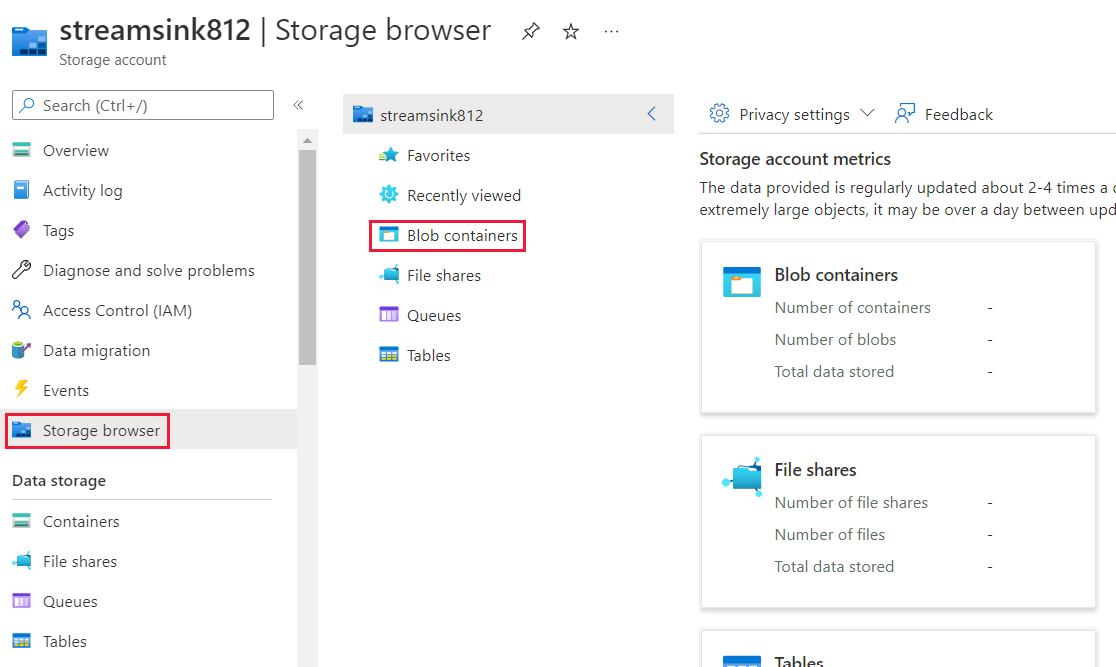 streamsink812 | Storage browser
Storage account
Search (Ctrl+/)
Overview
Activity log
Tags
Diagnose and solve problems
Access Control (IAM)
Data migration
Events
Storage browser
Data storage
Containers
File shares
Queues
Tables
streamsink812
Favorites
Recently viewed
Blob containers
File shares
Queues
Tables
Privacy settings
Feedback
Storage account metrics
The data provided is regularly updated about 2-4 times a
extremely large objects, it may be over a day between upd
Blob containers
Number of containers -
Number of blobs -
Total data stored -
File shares
Number of file shares -
Number of files -
Total data stored -
Tables